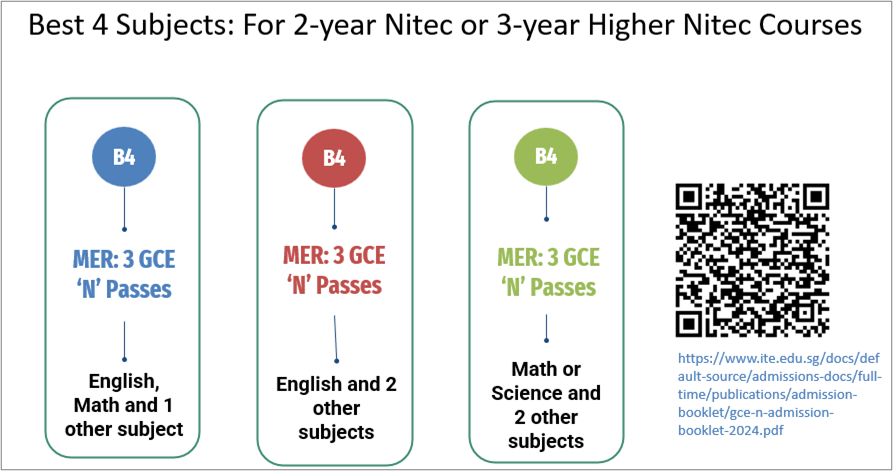 Best 4 Subjects: For 2-year Nitec or 3-year Higher Nitec Courses
B4
MER: 3 GCE
‘N’ Passes
English,
Math and 1
other subject
B4
MER: 3 GCE
‘N’ Passes
English and 2
other
subjects
B4
MER: 3 GCE
‘N’ Passes
Math or
Science and
2 other
subjects
https://www.ite.edu.sg/docs/def
ault-source/admissions-docs/full-
time/publications/admission-
booklet/gce-n-admission-
booklet-2024.pdf